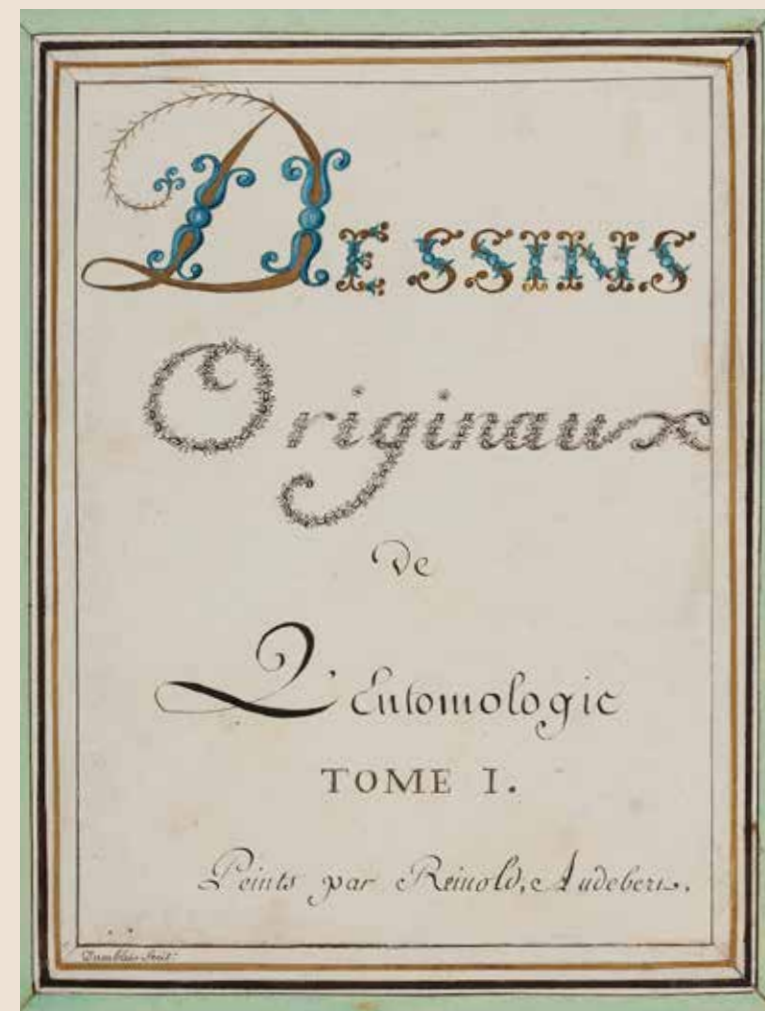 DESSINS
Originaux
De
L'Entomologie
TOME I.
Peints par Reinold, Audebert.